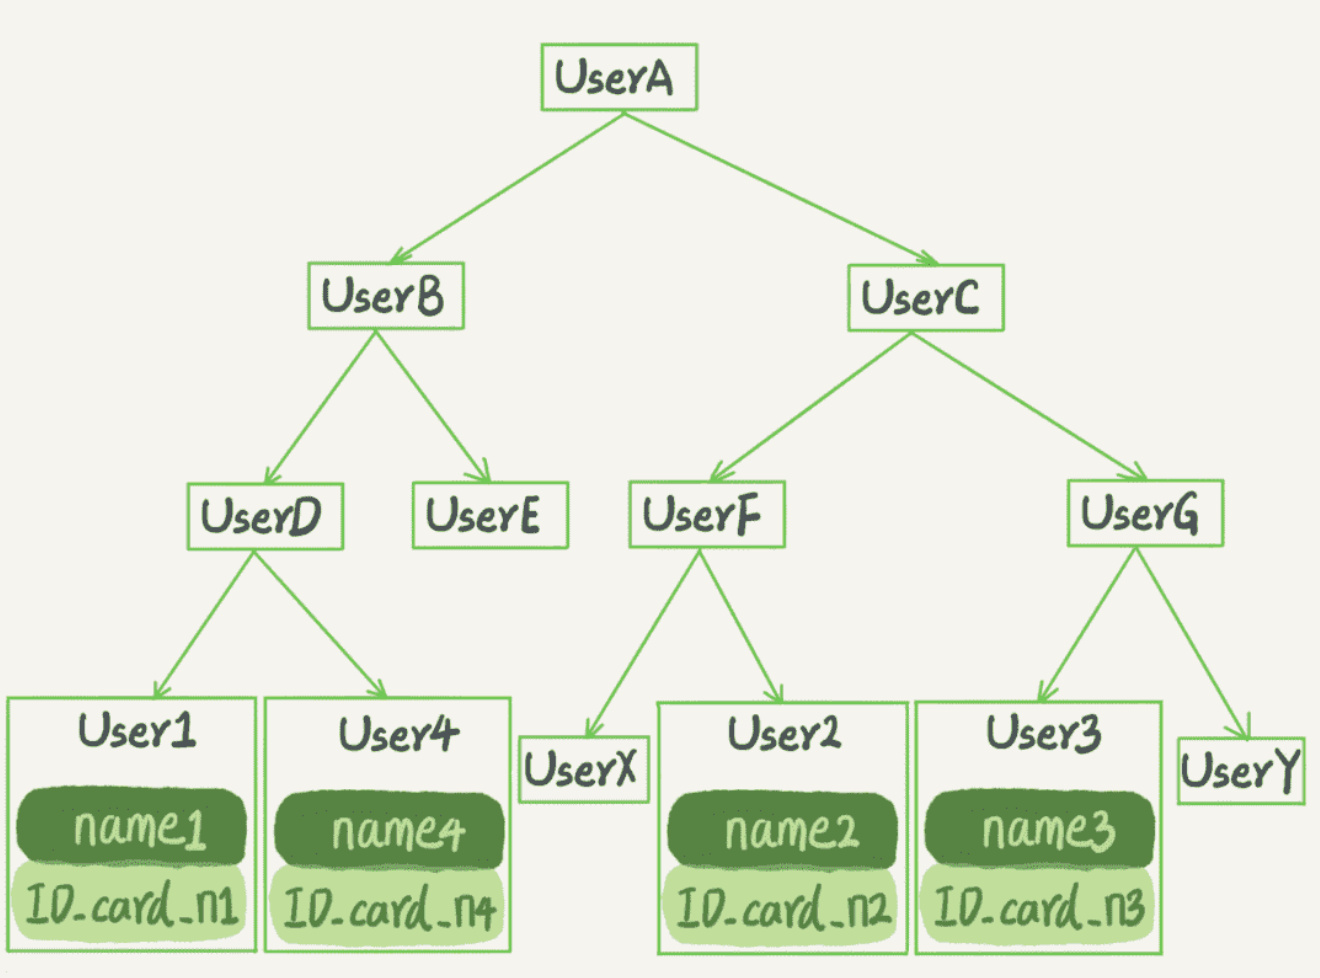 UserA
UserB
UserC
UserD
UserE
UserF
UserG
User1
name1
ID_card_n1
User4
name4
ID_card_n4
UserX
User2
name2
ID_card_n2
User3
name3
ID_card_n3
UserY